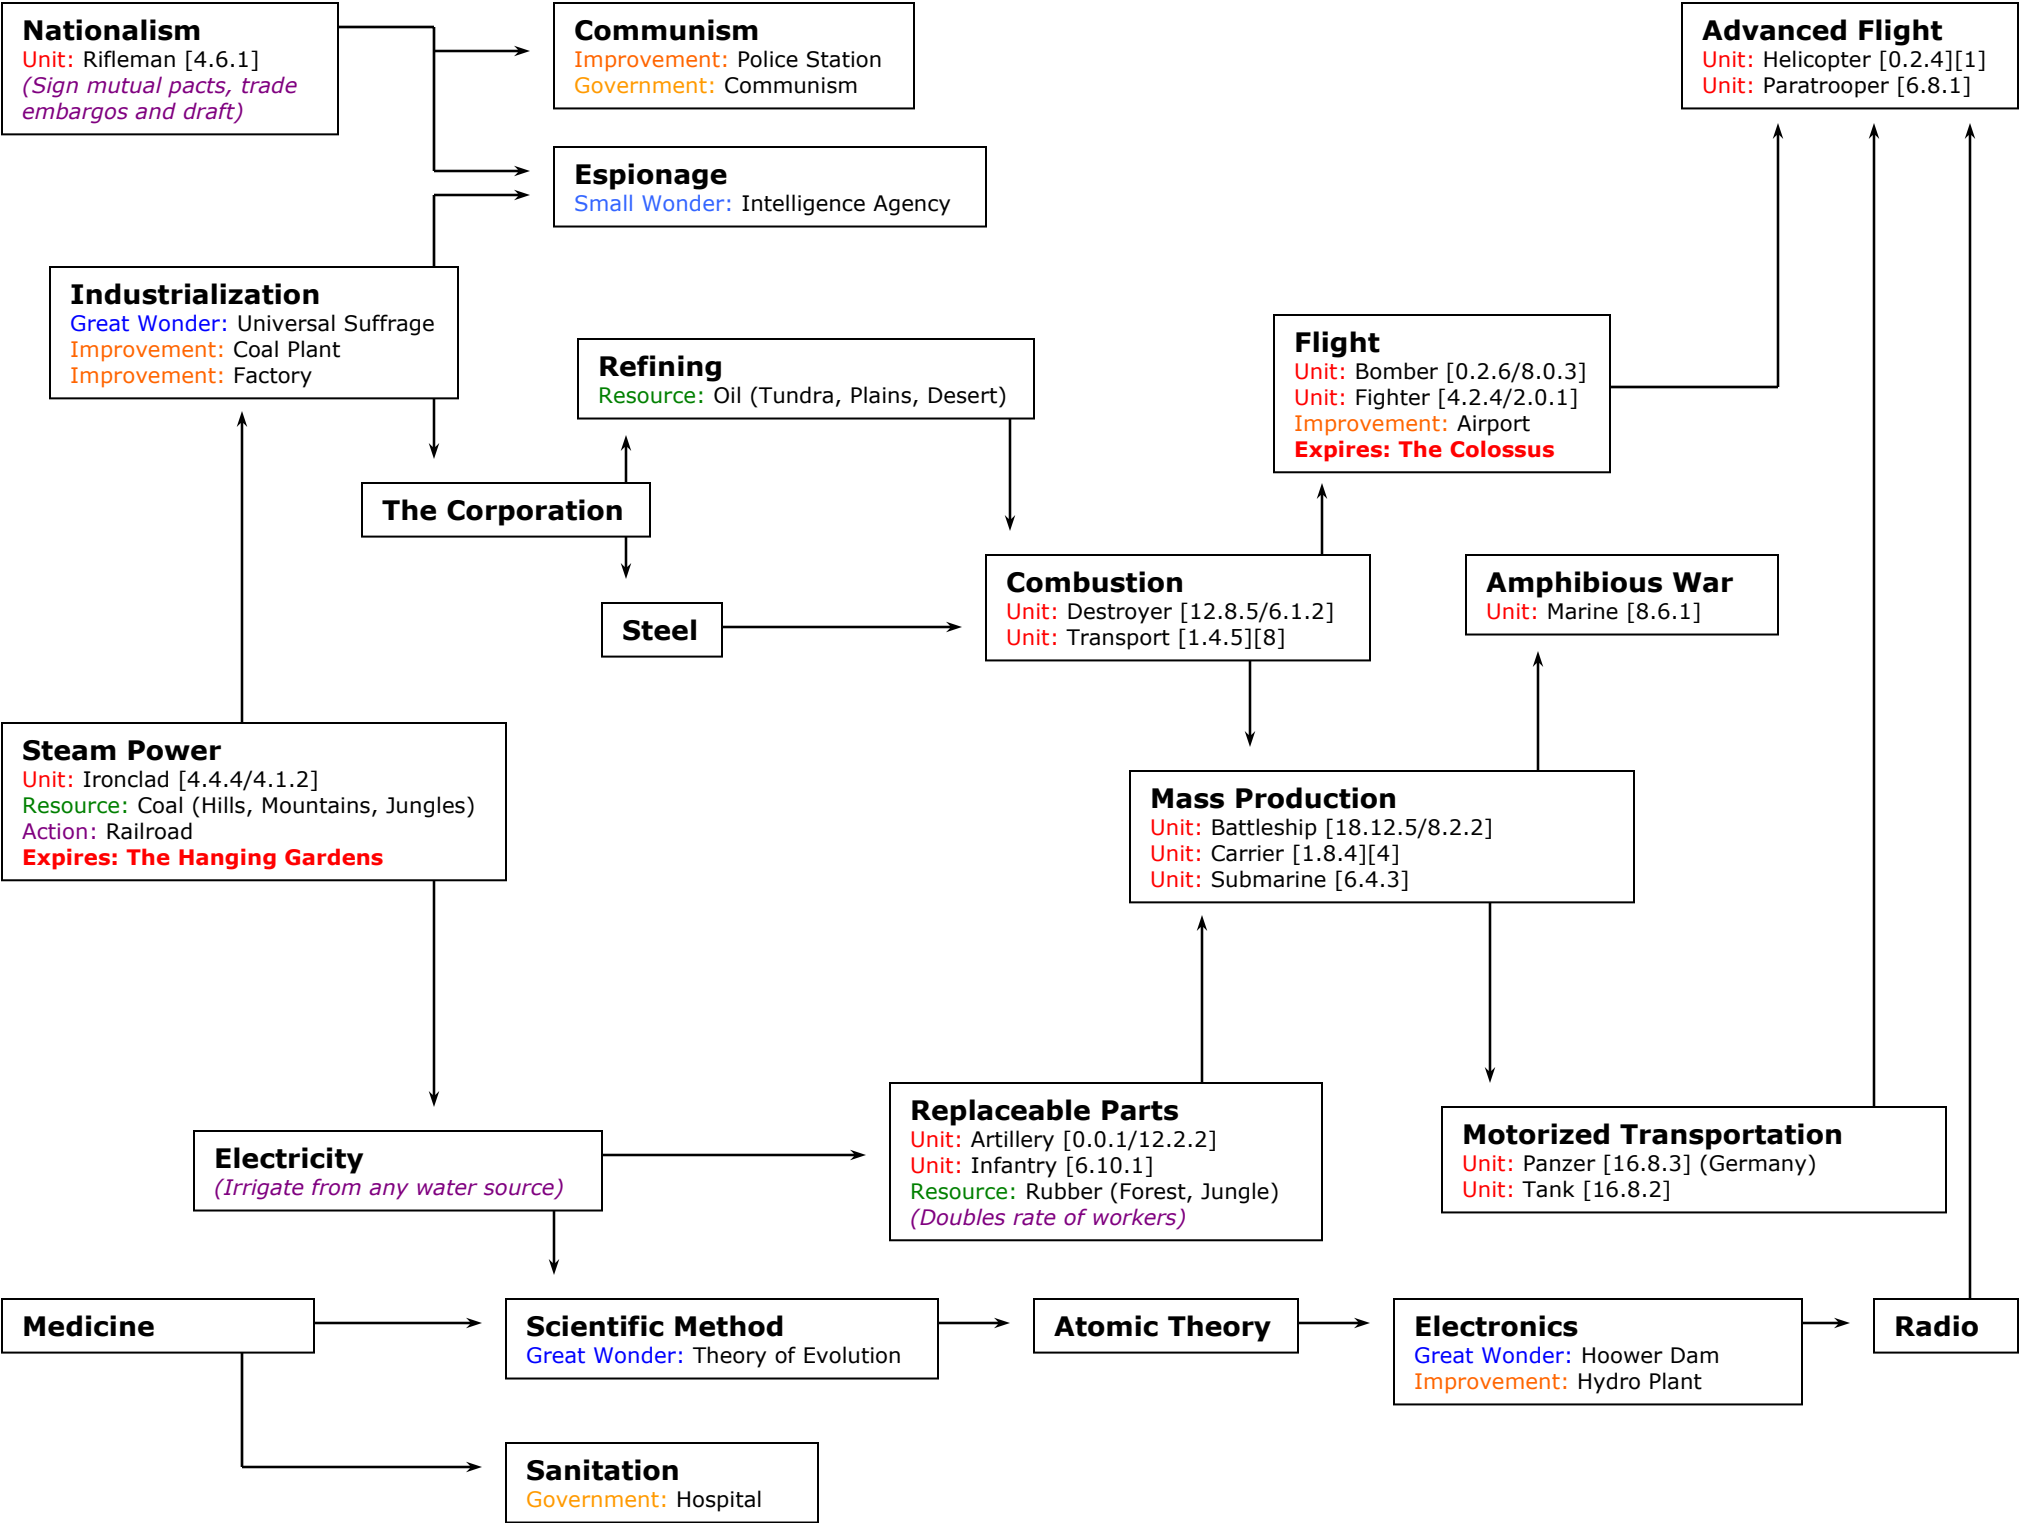 Nationalism
Unit: Rifleman [4.6.1]
(Sign mutual pacts, trade
embargos and draft)
Communism
Improvement: Police Station
Government: Communism
Advanced Flight
Unit: Helicopter [0.2.4][1]
Unit: Paratrooper [6.8.1]
Espionage
Small Wonder: Intelligence Agency
Industrialization
Great Wonder: Universal Suffrage
Improvement: Coal Plant
Improvement: Factory
Refining
Resource: Oil (Tundra, Plains, Desert)
Flight
Unit: Bomber [0.2.6/8.0.3]
Unit: Fighter [4.2.4/2.0.1]
Improvement: Airport
Expires: The Colossus
The Corporation
Steel
Combustion
Unit: Destroyer [12.8.5/6.1.2]
Unit: Transport [1.4.5][8]
Amphibious War
Unit: Marine [8.6.1]
Steam Power
Unit: Ironclad [4.4.4/4.1.2]
Resource: Coal (Hills, Mountains, Jungles)
Action: Railroad
Expires: The Hanging Gardens
Mass Production
Unit: Battleship [18.12.5/8.2.2]
Unit: Carrier [1.8.4][4]
Unit: Submarine [6.4.3]
Electricity
(Irrigate from any water source)
Replaceable Parts
Unit: Artillery [0.0.1/12.2.2]
Unit: Infantry [6.10.1]
Resource: Rubber (Forest, Jungle)
(Doubles rate of workers)
Motorized Transportation
Unit: Panzer [16.8.3] (Germany)
Unit: Tank [16.8.2]
Medicine
Scientific Method
Great Wonder: Theory of Evolution
Atomic Theory
Electronics
Great Wonder: Hoower Dam
Improvement: Hydro Plant
Radio
Sanitation
Government: Hospital